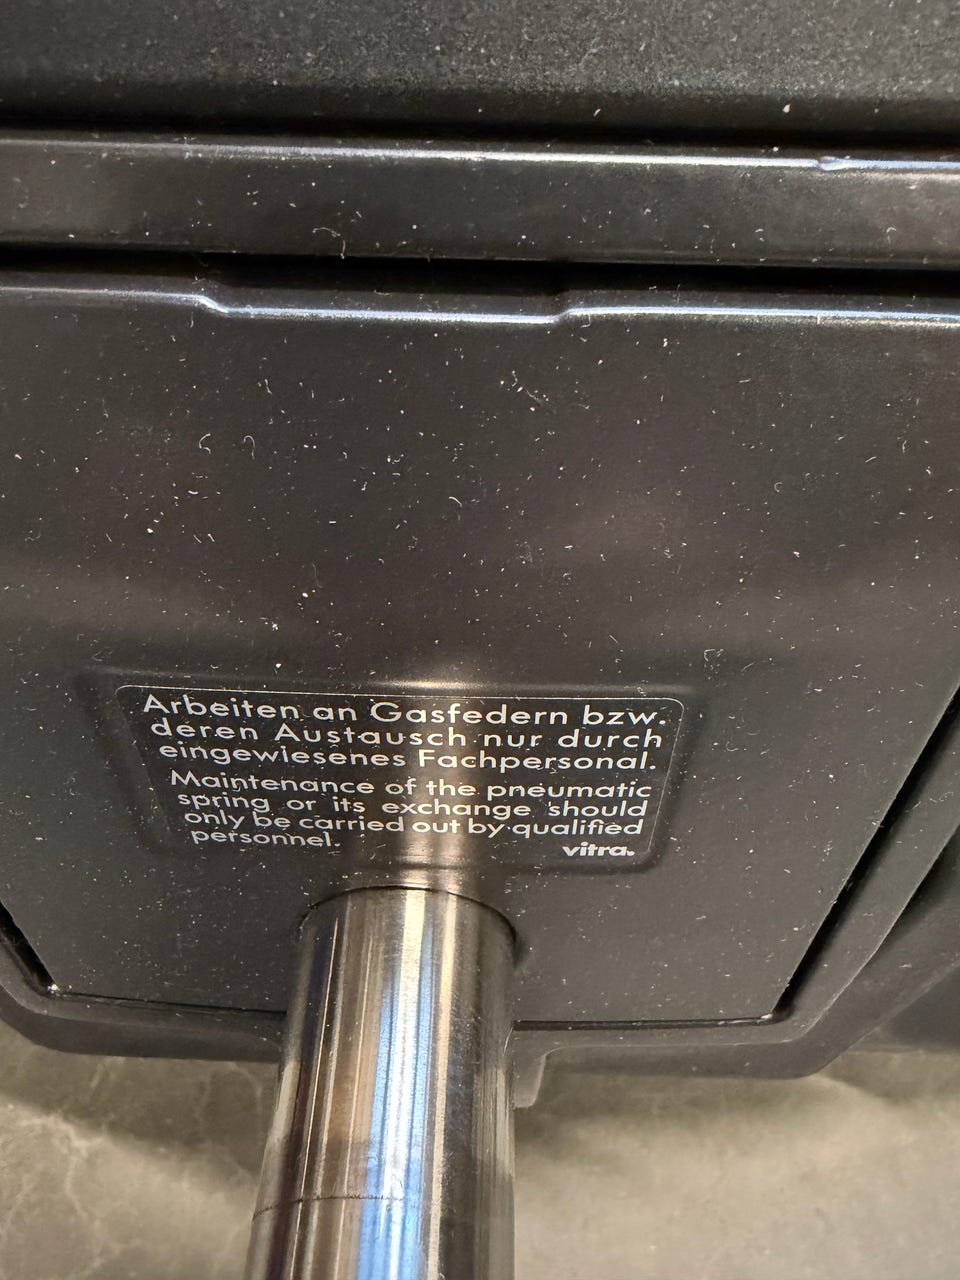 Arbeiten an Gasfedern bzw.
deren Austausch nur durch
eingewiesenes Fachpersonal.
Maintenance of the pneumatic
spring or its exchange should
only be carried out by qualified
personnel.
vitra.